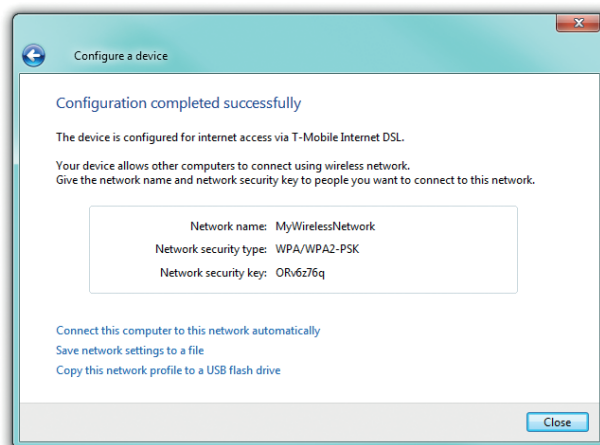 Configure a device
Configuration completed successfully
The device is configured for internet access via T-Mobile Internet DSL.
Your device allows other computers to connect using wireless network.
Give the network name and network security key to people you want to connect to this network.
Network name: MyWirelessNetwork
Network security type: WPA/WPA2-PSK
Network security key: ORv6z76q
Connect this computer to this network automatically
Save network settings to a file
Copy this network profile to a USB flash drive
Close